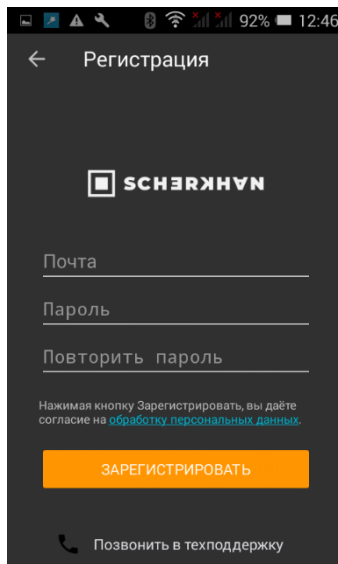 92% 12:46
Регистрация
SCHERKHAN
Почта
Пароль
Повторить пароль
Нажимая кнопку Зарегистрировать, вы даёте
согласие на обработку персональных данных.
ЗАРЕГИСТРИРОВАТЬ
Позвонить в техподдержку